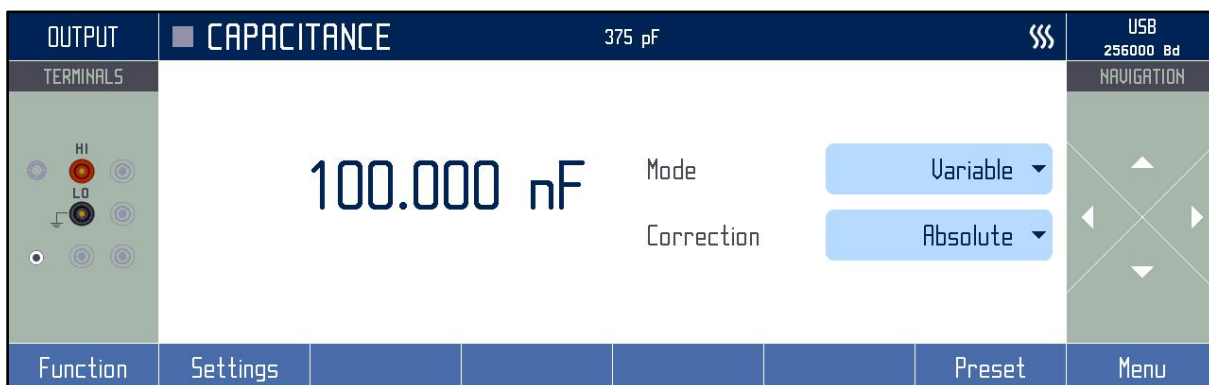 OUTPUT
CAPACITANCE
375 pF
USB
256000 Bd
TERMINALS
NAVIGATION
HI
LO
100.000 nF
Mode
Variable
Correction
Absolute
Function
Settings
Preset
Menu